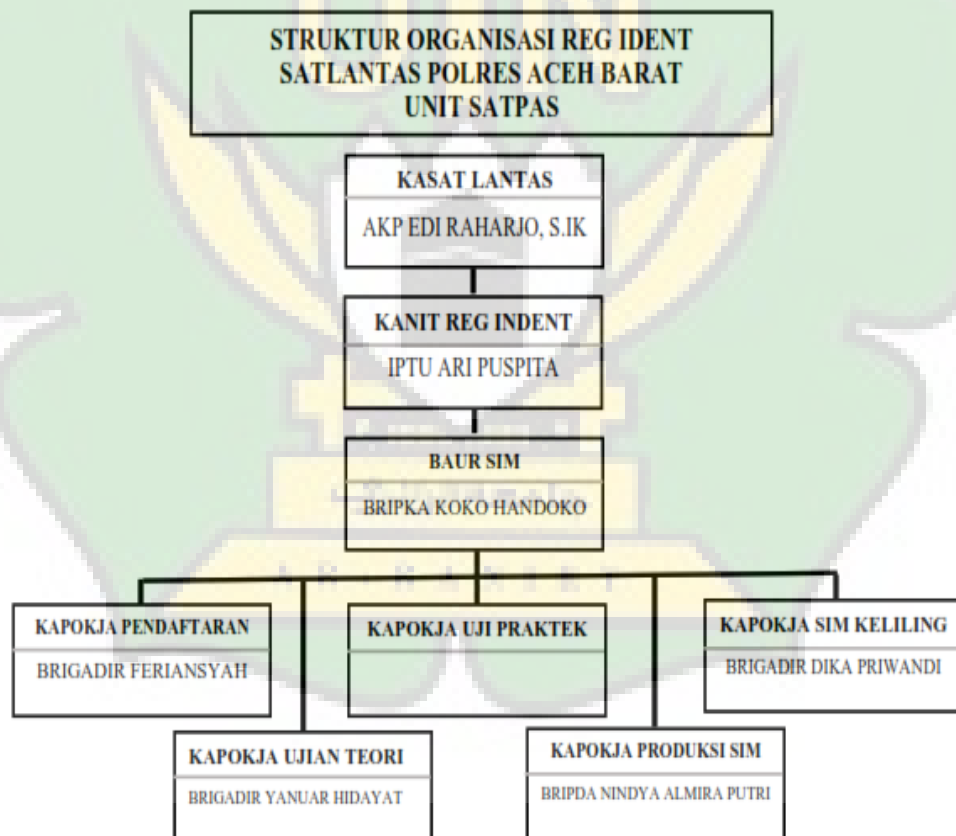 STRUKTUR ORGANISASI REG IDENT
SATLANTAS POLRES ACEH BARAT
UNIT SATPAS
KASAT LANTAS
AKP EDI RAHARJO, S.IK
KANIT REG INDENT
IPTU ARI PUSPITA
BAUR SIM
BRIPKA KOKO HANDOKO
KAPOKJA PENDAFTARAN
BRIGADIR FERIANSYAH
KAPOKJA UJI PRAKTEK
KAPOKJA SIM KELILING
BRIGADIR DIKA PRIWANDI
KAPOKJA UJIAN TEORI
BRIGADIR YANUAR HIDAYAT
KAPOKJA PRODUKSI SIM
BRIPDA NINDYA ALMIRA PUTRI